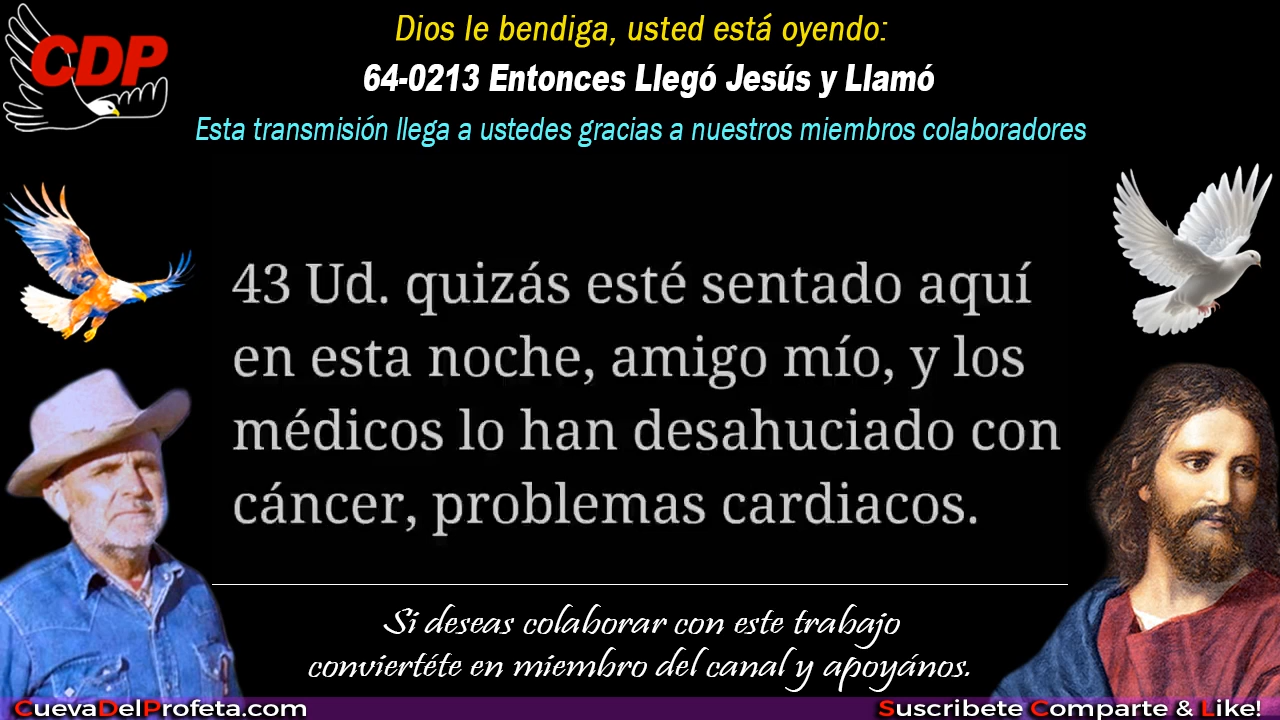 CDP
Dios le bendiga, usted está oyendo:
64-0213 Entonces Llegó Jesús y Llamó
Esta transmisión llega a ustedes gracias a nuestros miembros colaboradores
43 Ud. quizás esté sentado aquí
en esta noche, amigo mío, y los
médicos lo han desahuciado con
cáncer, problemas cardiacos.
Si deseas colaborar con este trabajo
conviertéte en miembro del canal y apoyános.
CuevaDelProfeta.com
Suscribete Comparte & Like!